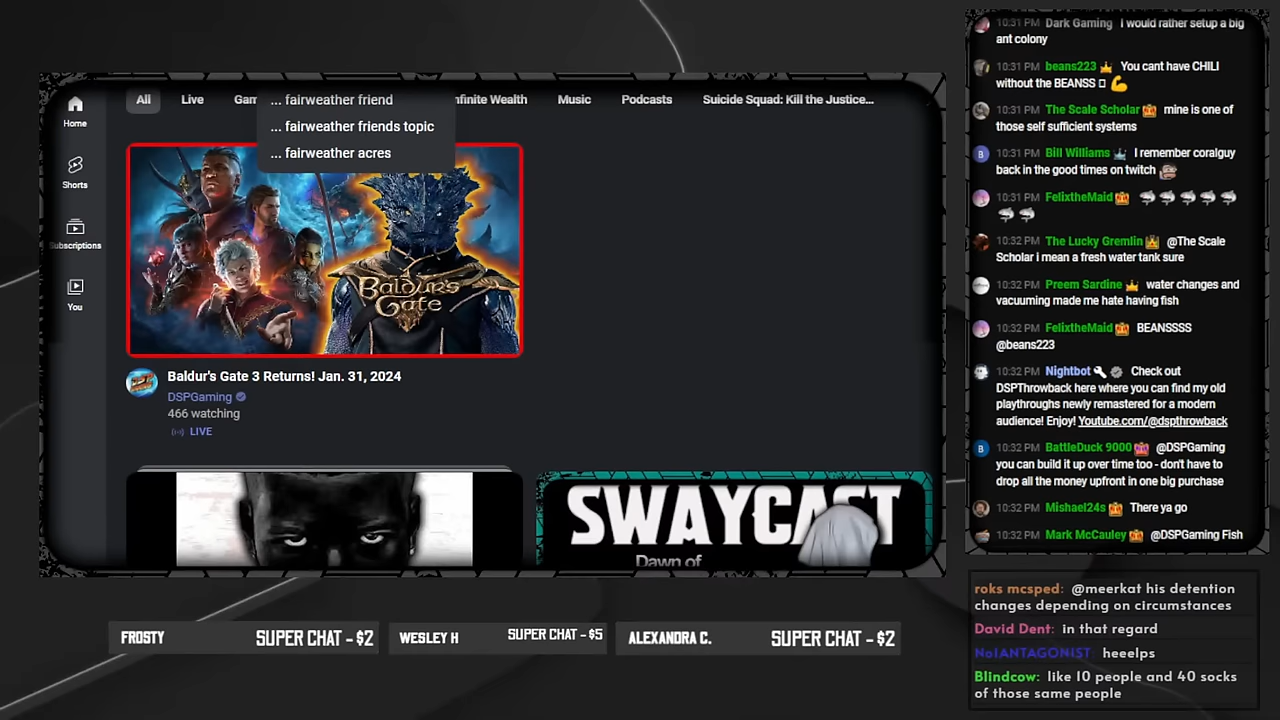 Home
Shorts
Subscriptions
You
All
Live
Gam
nfinite Wealth
Music
Podcasts
Suicide Squad: Kill the Justice...
... fairweather friend
... fairweather friends topic
... fairweather acres
BALDUR'S
GATE
Baldur's Gate 3 Returns! Jan. 31, 2024
DSPGaming
466 watching
LIVE
SWAYCAST
Dawn of
FROSTY SUPER CHAT - $2
WESLEY H SUPER CHAT - $5
ALEXANDRA C. SUPER CHAT - $2
10:31 PM Dark Gaming I would rather setup a big
ant colony
10:31 PM beans223 You cant have CHILI
without the BEANSS
10:31 PM The Scale Scholar mine is one of
those self sufficient systems
10:31 PM Bill Williams I remember coralguy
back in the good times on twitch
10:31 PM FelixtheMaid
10:32 PM The Lucky Gremlin @The Scale
Scholar i mean a fresh water tank sure
10:32 PM Preem Sardine water changes and
vacuuming made me hate having fish
10:32 PM FelixtheMaid BEANSSSS
@beans223
10:32 PM Nightbot Check out
DSPThrowback here where you can find my old
playthroughs newly remastered for a modern
audience! Enjoy! Youtube.com/@dspthrowback
B 10:32 PM BattleDuck 9000 @DSPGaming
you can build it up over time too - don't have to
drop all the money upfront in one big purchase
10:32 PM Mishael24s There ya go
10:32 PM Mark McCauley @DSPGaming Fish
roks mcsped: @meerkat his detention
changes depending on circumstances
David Dent: in that regard
No1ANTAGONIST heeelps
Blindcow: like 10 people and 40 socks
of those same people